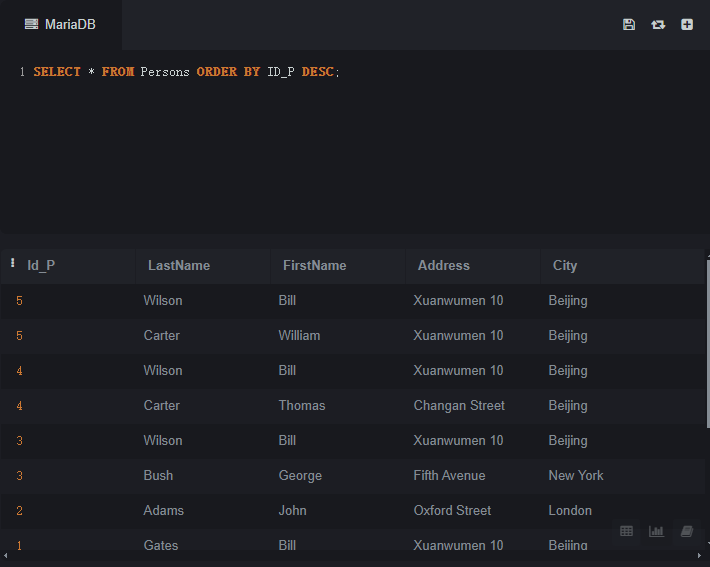 MariaDB
1 SELECT * FROM Persons ORDER BY ID_P DESC;
Id_P LastName FirstName Address City
5 Wilson Bill Xuanwumen 10 Beijing
5 Carter William Xuanwumen 10 Beijing
4 Wilson Bill Xuanwumen 10 Beijing
4 Carter Thomas Changan Street Beijing
3 Wilson Bill Xuanwumen 10 Beijing
3 Bush George Fifth Avenue New York
2 Adams John Oxford Street London
1 Gates Bill Xuanwumen 10 Beijing